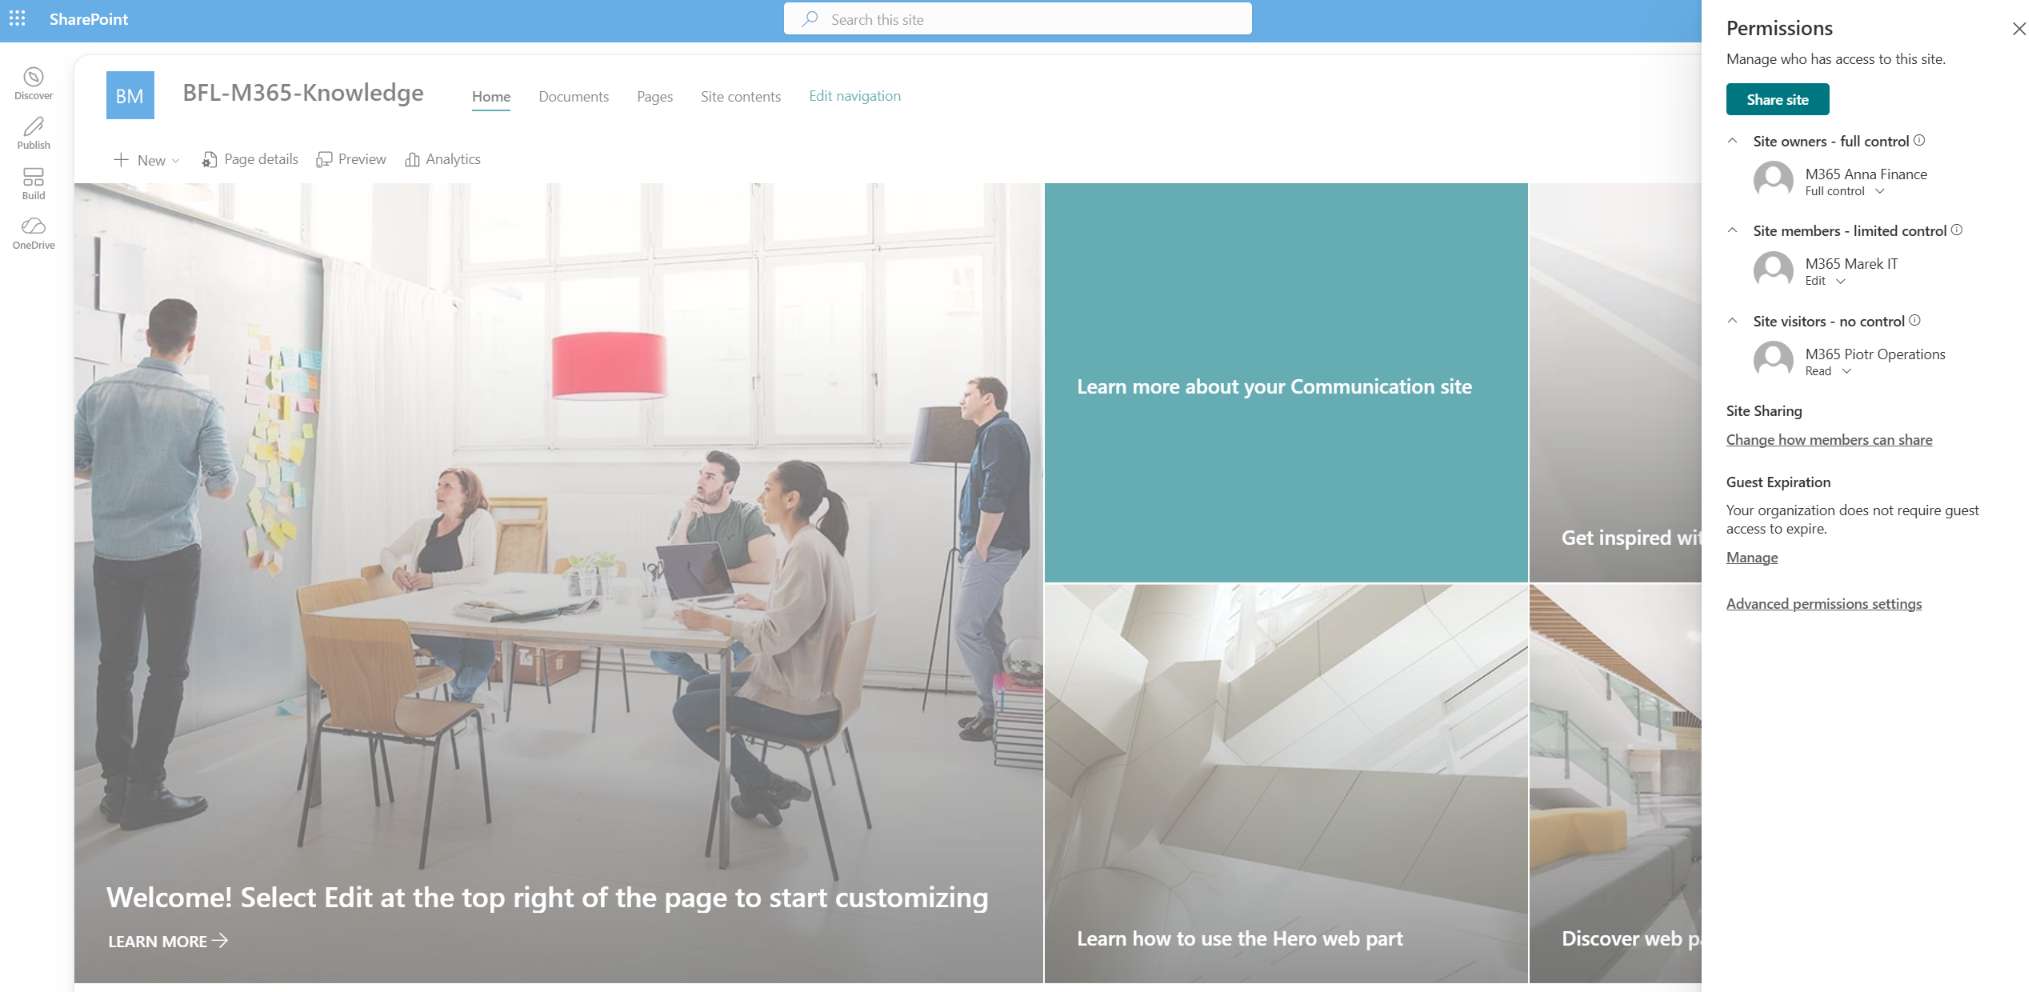 SharePoint
Search this site
Discover
Publish
Build
OneDrive
BM
BFL-M365-Knowledge
Home
Documents
Pages
Site contents
Edit navigation
New
Page details
Preview
Analytics
Welcome! Select Edit at the top right of the page to start customizing
LEARN MORE
Learn more about your Communication site
Get inspired wit
Learn how to use the Hero web part
Discover web pa
Permissions
Manage who has access to this site.
Share site
Site owners - full control
M365 Anna Finance
Full control
Site members - limited control
M365 Marek IT
Edit
Site visitors - no control
M365 Piotr Operations
Read
Site Sharing
Change how members can share
Guest Expiration
Your organization does not require guest
access to expire.
Manage
Advanced permissions settings